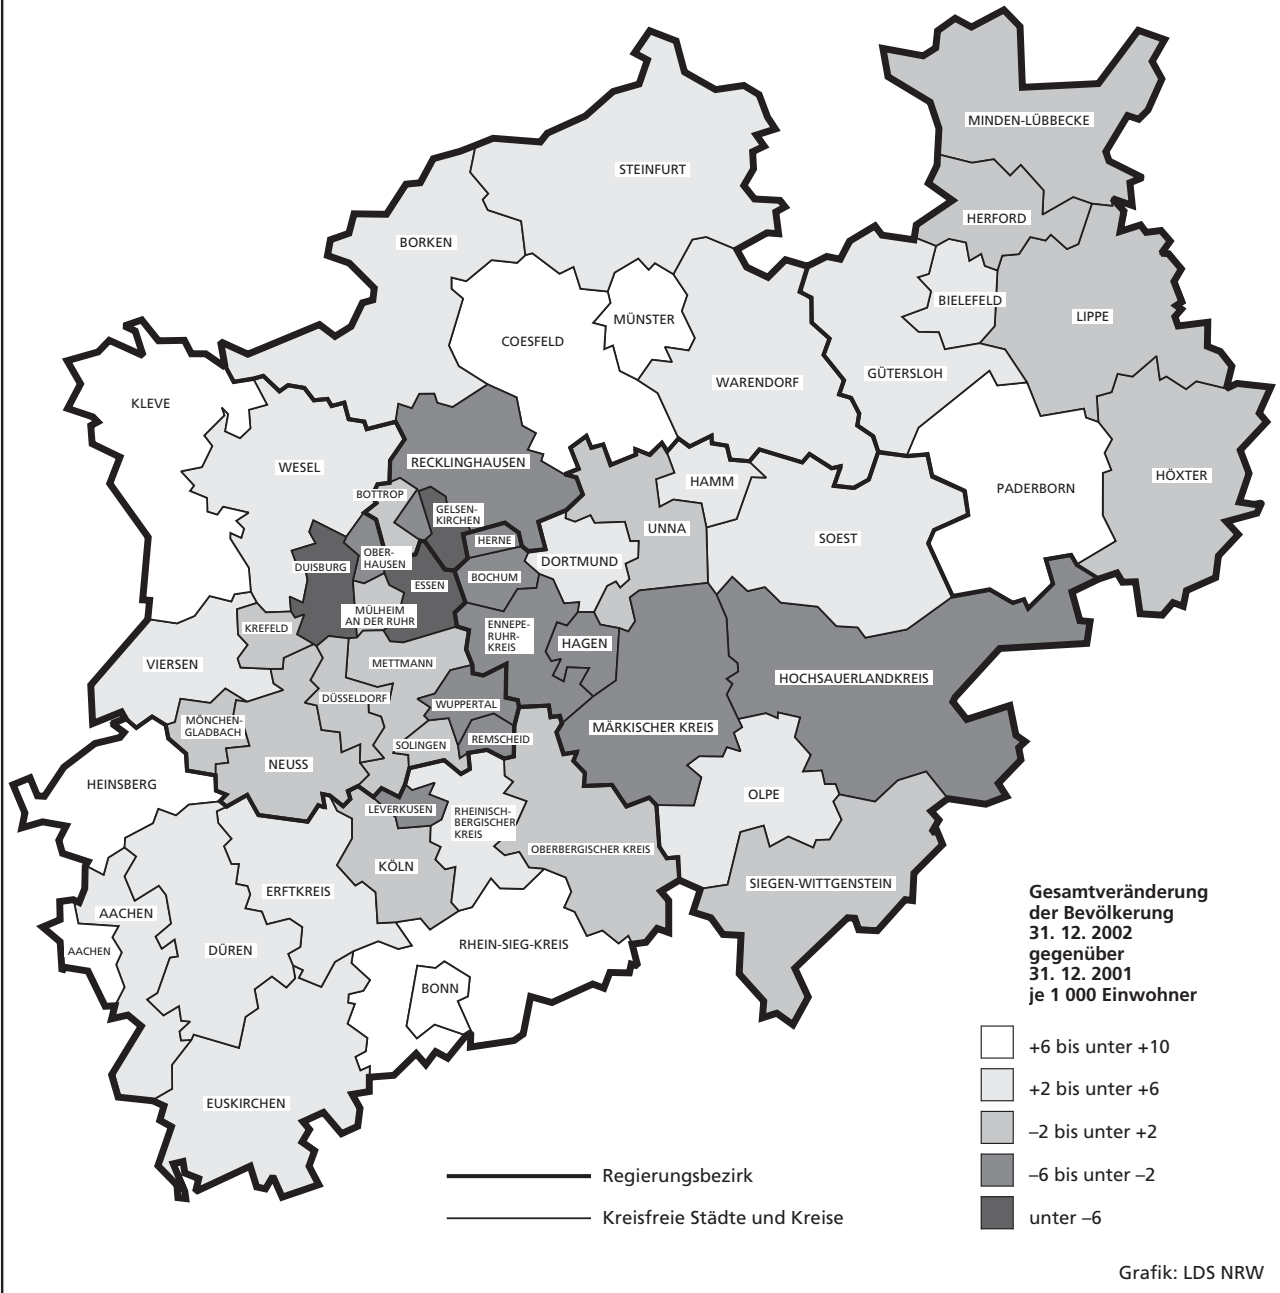 MINDEN-LÜBBECKE
STEINFURT
HERFORD
BORKEN
BIELEFELD
LIPPE
MÜNSTER
COESFELD
GÜTERSLOH
WARENDORF
KLEVE
RECKLINGHAUSEN
WESEL
HÖXTER
HAMM
PADERBORN
BOTTROP
GELSEN-
KIRCHEN
UNNA
SOEST
HERNE
OBER-
HAUSEN
DORTMUND
DUISBURG
BOCHUM
ESSEN
MÜLHEIM
AN DER RUHR
KREFELD
ENNEPE-
RUHR-
KREIS
HAGEN
VIERSEN
METTMANN
HOCHSAUERLANDKREIS
DÜSSELDORF
WUPPERTAL
MÖNCHEN-
GLADBACH
MÄRKISCHER KREIS
REMSCHEID
SOLINGEN
NEUSS
HEINSBERG
OLPE
LEVERKUSEN
RHEINISCH-
BERGISCHER
KREIS
OBERBERGISCHER KREIS
KÖLN
SIEGEN-WITTGENSTEIN
ERFTKREIS
AACHEN
RHEIN-SIEG-KREIS
DÜREN
AACHEN
BONN
EUSKIRCHEN
Gesamtveränderung
der Bevölkerung
31. 12. 2002
gegenüber
31. 12. 2001
je 1 000 Einwohner
+6 bis unter +10
+2 bis unter +6
–2 bis unter +2
–6 bis unter –2
unter –6
Regierungsbezirk
Kreisfreie Städte und Kreise
Grafik: LDS NRW